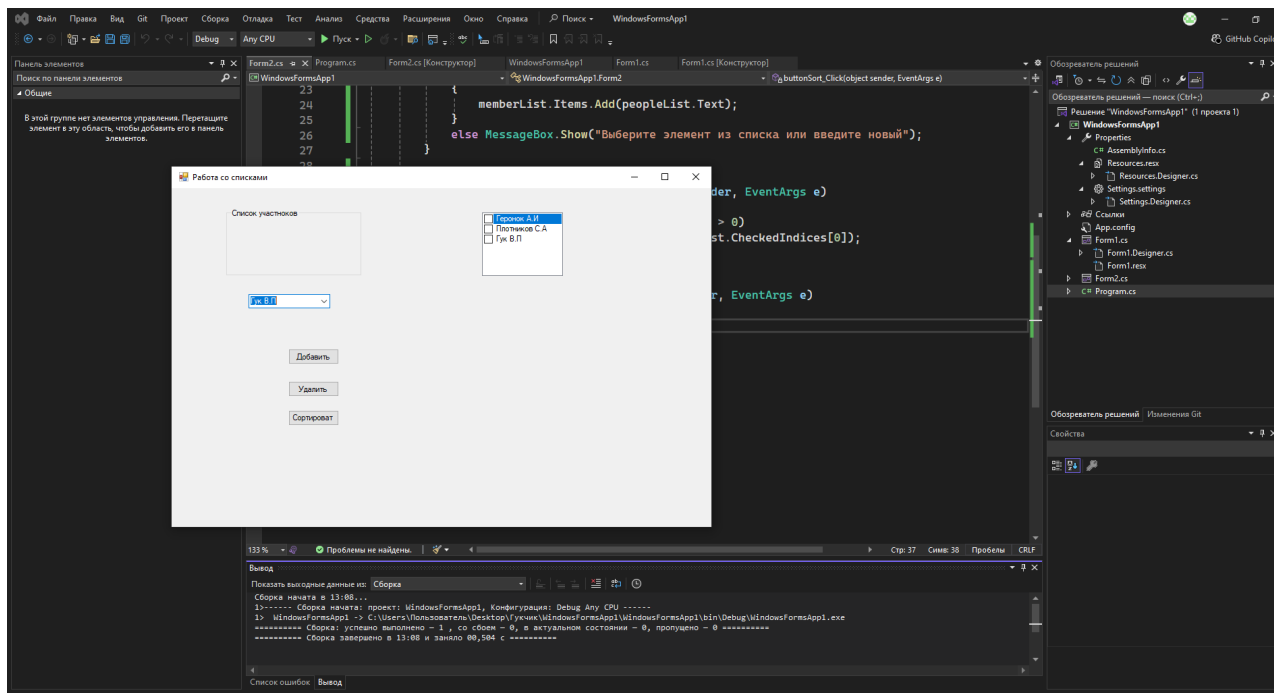 Файл Правка Вид Git Проект Сборка Отладка Тест Анализ Средства Расширения Окно Справка Поиск WindowsFormsApp1
Debug Any CPU Пуск GitHub Copil
Панель элементов
Поиск по панели элементов
Общие
В этой группе нет элементов управления. Перетащите
элемент в эту область, чтобы добавить его в панель
элементов.
Form2.cs Program.cs Form2.cs [Конструктор] WindowsFormsApp1 Form1.cs Form1.cs [Конструктор]
WindowsFormsApp1 WindowsFormsApp1.Form2 buttonSort_Click(object sender, EventArgs e)
23 {
24 memberList.Items.Add(peopleList.Text);
25 }
26 else MessageBox.Show("Выберите элемент из списка или введите новый");
27 }
der, EventArgs e)
> 0)
st.CheckedIndices[0]);
r, EventArgs e)
Работа со списками
Список участноков
Геронок А.И
Плотников С.А
Гук В.П
Гук В.П
Добавить
Удалить
Сортироват
133 % Проблемы не найдены. Стр: 37 Симв: 38 Пробелы CRLF
Вывод
Показать выходные данные из: Сборка
Сборка начата в 13:08...
1>------ Сборка начата: проект: WindowsFormsApp1, Конфигурация: Debug Any CPU ------
1> WindowsFormsApp1 -> C:\Users\Пользователь\Desktop\Гукчик\WindowsFormsApp1\WindowsFormsApp1\bin\Debug\WindowsFormsApp1.exe
========== Сборка: успешно выполнено — 1 , со сбоем — 0, в актуальном состоянии — 0, пропущено — 0 ==========
========== Сборка завершено в 13:08 и заняло 00,504 с ==========
Список ошибок Вывод
Обозреватель решений
Обозреватель решений — поиск (Ctrl+;)
Решение "WindowsFormsApp1" (1 проекта 1)
WindowsFormsApp1
Properties
C# AssemblyInfo.cs
Resources.resx
Resources.Designer.cs
Settings.settings
Settings.Designer.cs
Ссылки
App.config
Form1.cs
Form1.Designer.cs
Form1.resx
Form2.cs
C# Program.cs
Обозреватель решений Изменения Git
Свойства